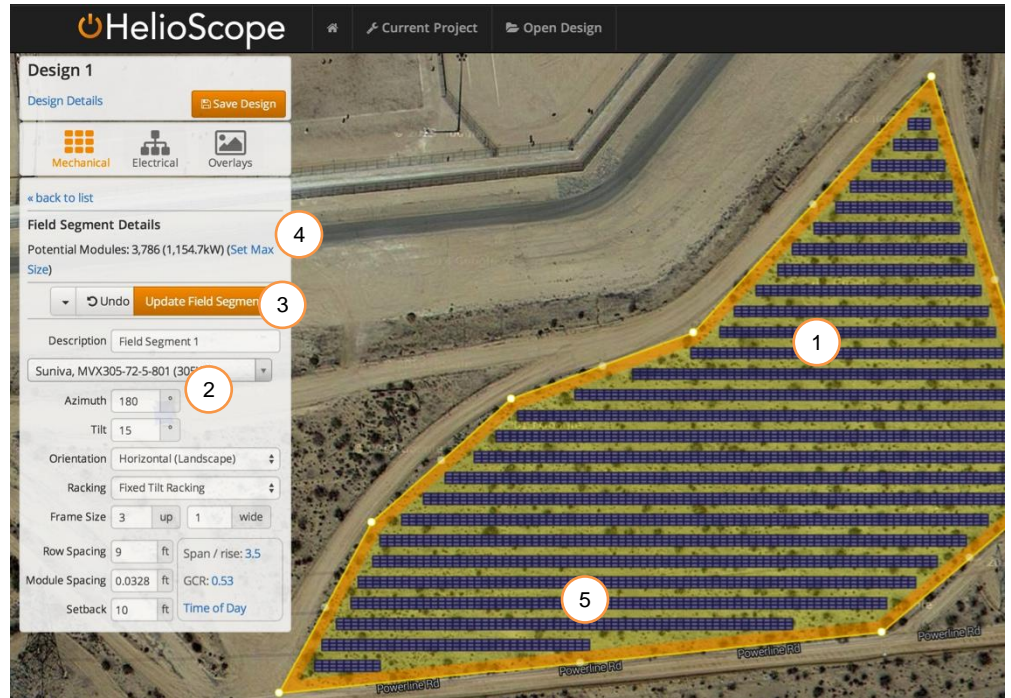 HelioScope
Current Project
Open Design
Design 1
Design Details
Save Design
Mechanical
Electrical
Overlays
« back to list
Field Segment Details
Potential Modules: 3,786 (1,154.7kW) (Set Max
Size)
4
Undo
Update Field Segment
3
Description
Field Segment 1
Suniva, MVX305-72-5-801 (305
2
Azimuth
180
°
Tilt
15
°
Orientation
Horizontal (Landscape)
Racking
Fixed Tilt Racking
Frame Size
3
up
1
wide
Row Spacing
9
ft
Span / rise: 3.5
Module Spacing
0.0328
ft
GCR: 0.53
Setback
10
ft
Time of Day
1
5
Powerline Rd
Powerline Rd
Powerline Rd
Powerline Rd